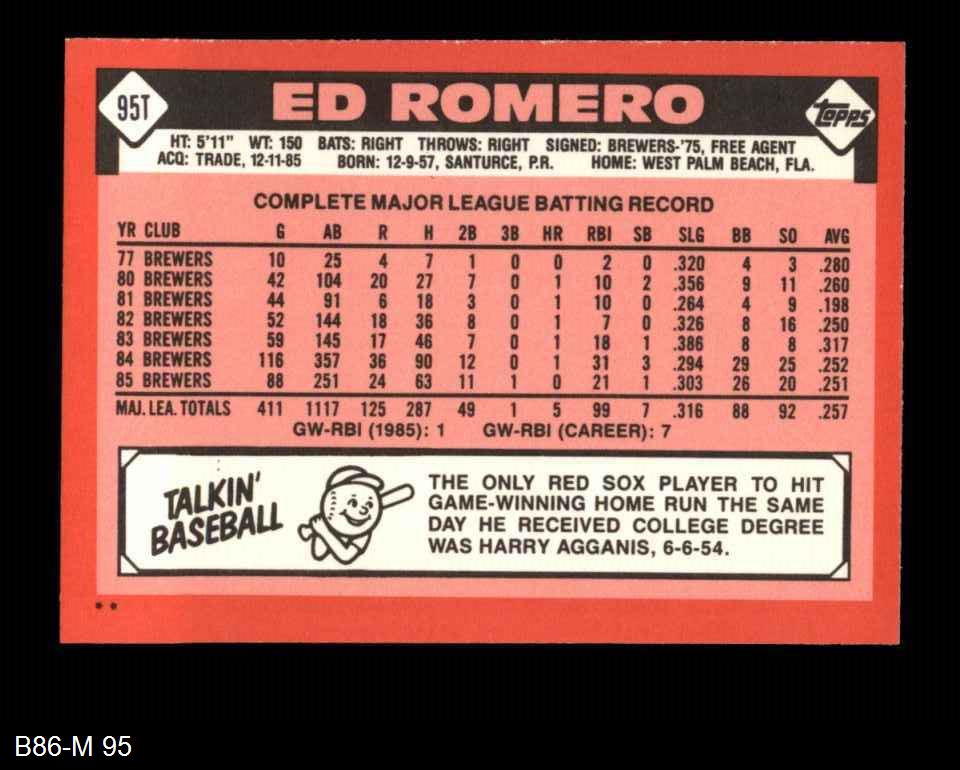 95T
ED ROMERO
topps
HT: 5'11" WT: 150 BATS: RIGHT THROWS: RIGHT SIGNED: BREWERS-'75, FREE AGENT
ACQ: TRADE, 12-11-85 BORN: 12-9-57, SANTURCE, P.R. HOME: WEST PALM BEACH, FLA.
COMPLETE MAJOR LEAGUE BATTING RECORD
YR CLUB G AB R H 2B 3B HR RBI SB SLG BB SO AVG
77 BREWERS 10 25 4 7 1 0 0 2 0 .320 4 3 .280
80 BREWERS 42 104 20 27 7 0 1 10 2 .356 9 11 .260
81 BREWERS 44 91 6 18 3 0 1 10 0 .264 4 9 .198
82 BREWERS 52 144 18 36 8 0 1 7 0 .326 8 16 .250
83 BREWERS 59 145 17 46 7 0 1 18 1 .386 8 8 .317
84 BREWERS 116 357 36 90 12 0 1 31 3 .294 29 25 .252
85 BREWERS 88 251 24 63 11 1 0 21 1 .303 26 20 .251
MAJ. LEA. TOTALS 411 1117 125 287 49 1 5 99 7 .316 88 92 .257
GW-RBI (1985): 1 GW-RBI (CAREER): 7
TALKIN'
BASEBALL
THE ONLY RED SOX PLAYER TO HIT
GAME-WINNING HOME RUN THE SAME
DAY HE RECEIVED COLLEGE DEGREE
WAS HARRY AGGANIS, 6-6-54.
B86-M 95